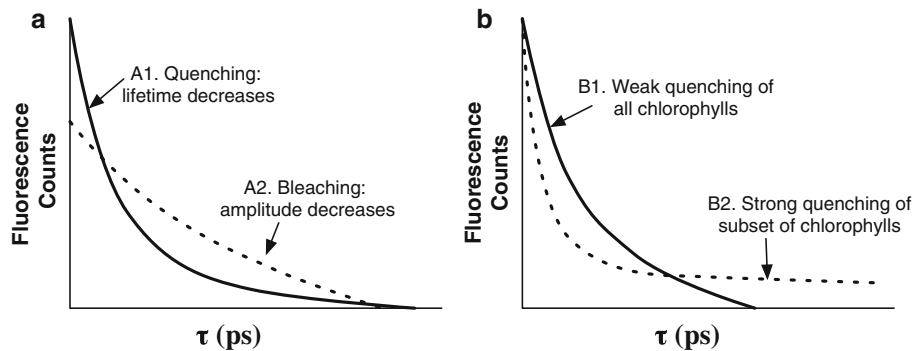 a
Fluorescence
Counts
A1. Quenching:
lifetime decreases
A2. Bleaching:
amplitude decreases
τ (ps)
b
Fluorescence
Counts
B1. Weak quenching of
all chlorophylls
B2. Strong quenching of
subset of chlorophylls
τ (ps)